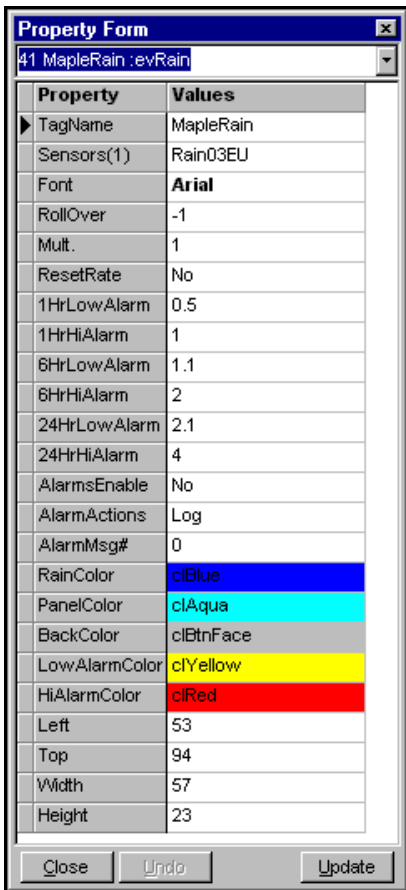 Property Form
41 MapleRain :evRain
Property Values
TagName MapleRain
Sensors(1) Rain03EU
Font Arial
RollOver -1
Mult. 1
ResetRate No
1HrLowAlarm 0.5
1HrHiAlarm 1
6HrLowAlarm 1.1
6HrHiAlarm 2
24HrLowAlarm 2.1
24HrHiAlarm 4
AlarmsEnable No
AlarmActions Log
AlarmMsg# 0
RainColor clBlue
PanelColor clAqua
BackColor clBtnFace
LowAlarmColor clYellow
HiAlarmColor clRed
Left 53
Top 94
Width 57
Height 23
Close Undo Update